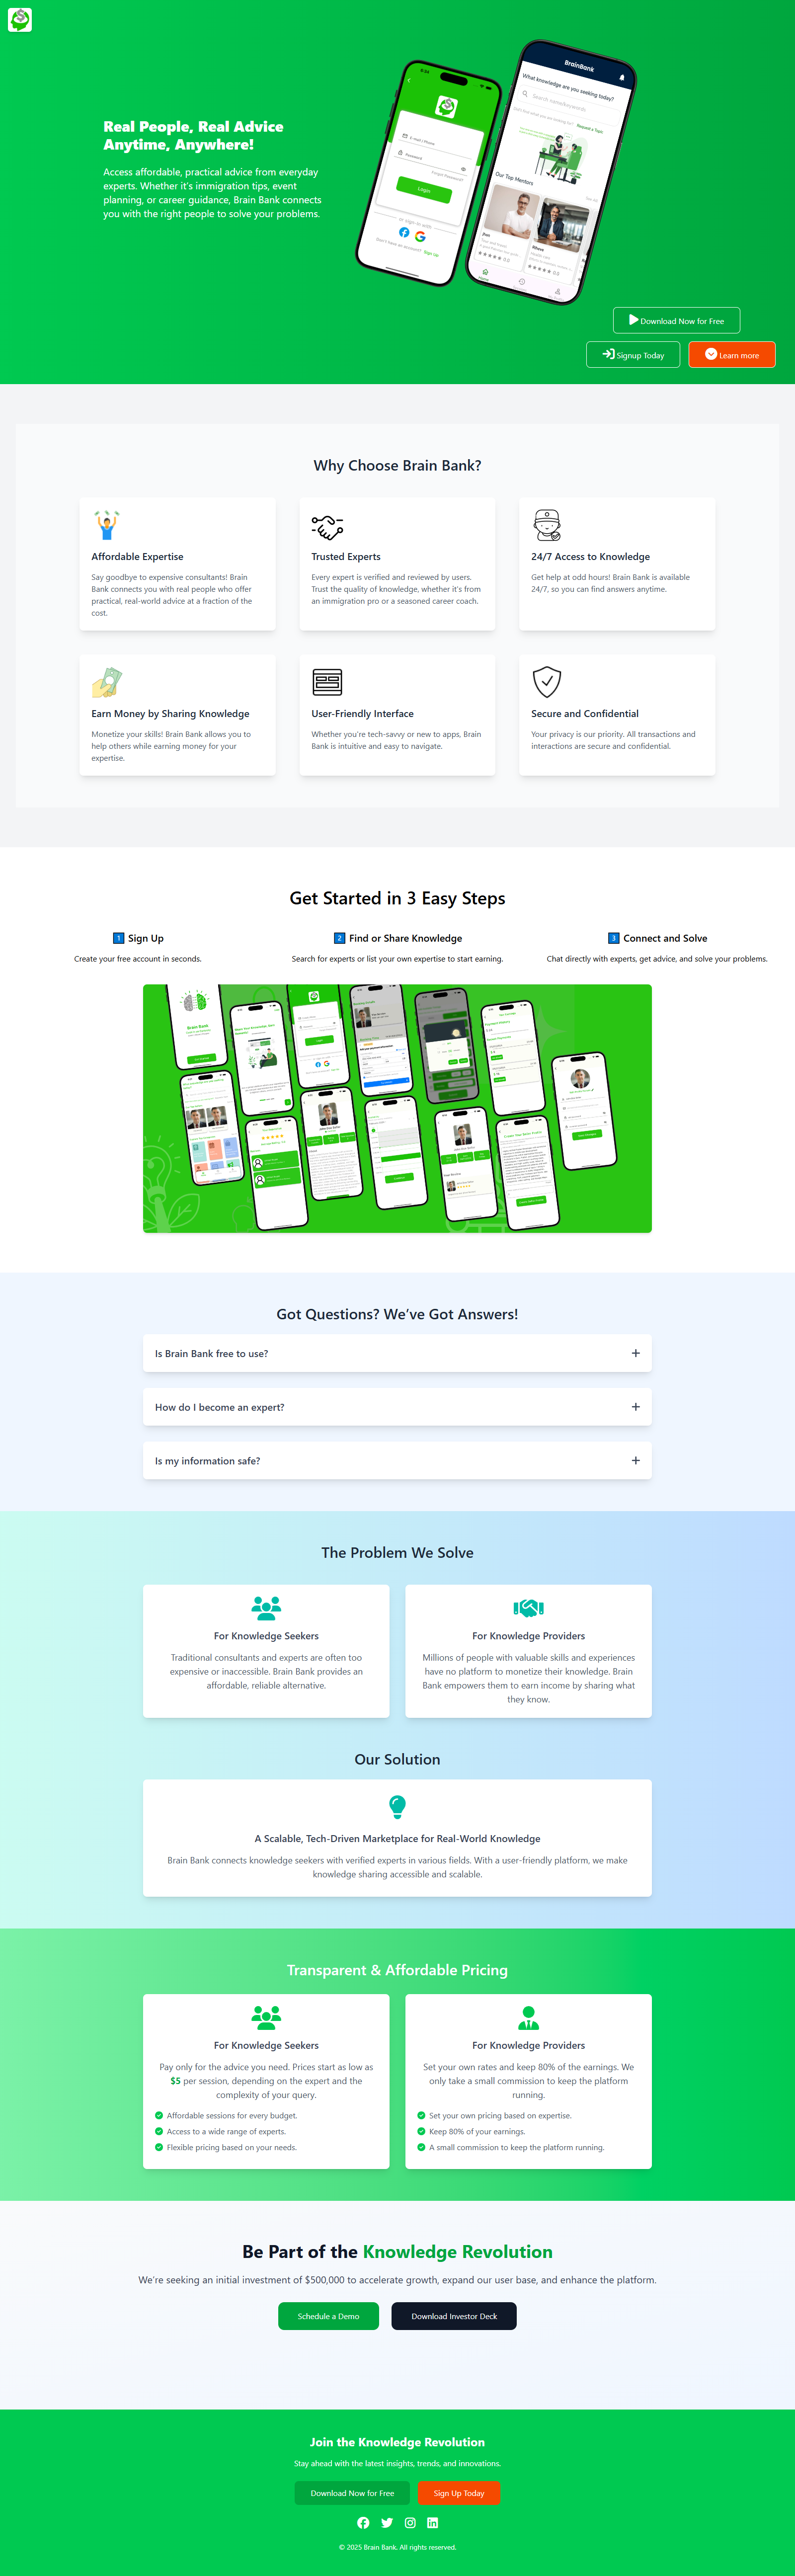 Real People, Real Advice
Anytime, Anywhere!
Access affordable, practical advice from everyday
experts. Whether it's immigration tips, event
planning, or career guidance, Brain Bank connects
you with the right people to solve your problems.
E-mail | Phone
Password
Forgot Password?
Login
or sign in with
Don't have an account? Sign Up
BrainBank
What knowledge are you seeking today?
Search name/keywords
Request a Topic
Our Top Mentors
Download Now for Free
Signup Today
Learn more
Why Choose Brain Bank?
Affordable Expertise
Say goodbye to expensive consultants! Brain
Bank connects you with real people who offer
practical, real-world advice at a fraction of the
cost.
Trusted Experts
Every expert is verified and reviewed by users.
Trust the quality of knowledge, whether it's from
an immigration pro or a seasoned career coach.
24/7 Access to Knowledge
Get help at odd hours! Brain Bank is available
24/7, so you can find answers anytime.
Earn Money by Sharing Knowledge
Monetize your skills! Brain Bank allows you to
help others while earning money for your
expertise.
User-Friendly Interface
Whether you're tech-savvy or new to apps, Brain
Bank is intuitive and easy to navigate.
Secure and Confidential
Your privacy is our priority. All transactions and
interactions are secure and confidential.
Get Started in 3 Easy Steps
1 Sign Up
Create your free account in seconds.
2 Find or Share Knowledge
Search for experts or list your own expertise to start earning.
3 Connect and Solve
Chat directly with experts, get advice, and solve your problems.
Brain Bank
Got Questions? We've Got Answers!
Is Brain Bank free to use?
How do I become an expert?
Is my information safe?
The Problem We Solve
For Knowledge Seekers
Traditional consultants and experts are often too
expensive or inaccessible. Brain Bank provides an
affordable, reliable alternative.
For Knowledge Providers
Millions of people with valuable skills and experiences
have no platform to monetize their knowledge. Brain
Bank empowers them to earn income by sharing what
they know.
Our Solution
A Scalable, Tech-Driven Marketplace for Real-World Knowledge
Brain Bank connects knowledge seekers with verified experts in various fields. With a user-friendly platform, we make
knowledge sharing accessible and scalable.
Transparent & Affordable Pricing
For Knowledge Seekers
Pay only for the advice you need. Prices start as low as
$5 per session, depending on the expert and the
complexity of your query.
Affordable sessions for every budget.
Access to a wide range of experts.
Flexible pricing based on your needs.
For Knowledge Providers
Set your own rates and keep 80% of the earnings. We
only take a small commission to keep the platform
running.
Set your own pricing based on expertise.
Keep 80% of your earnings.
A small commission to keep the platform running.
Be Part of the Knowledge Revolution
We're seeking an initial investment of $500,000 to accelerate growth, expand our user base, and enhance the platform.
Schedule a Demo
Download Investor Deck
Join the Knowledge Revolution
Stay ahead with the latest insights, trends, and innovations.
Download Now for Free
Sign Up Today
© 2025 Brain Bank. All rights reserved.